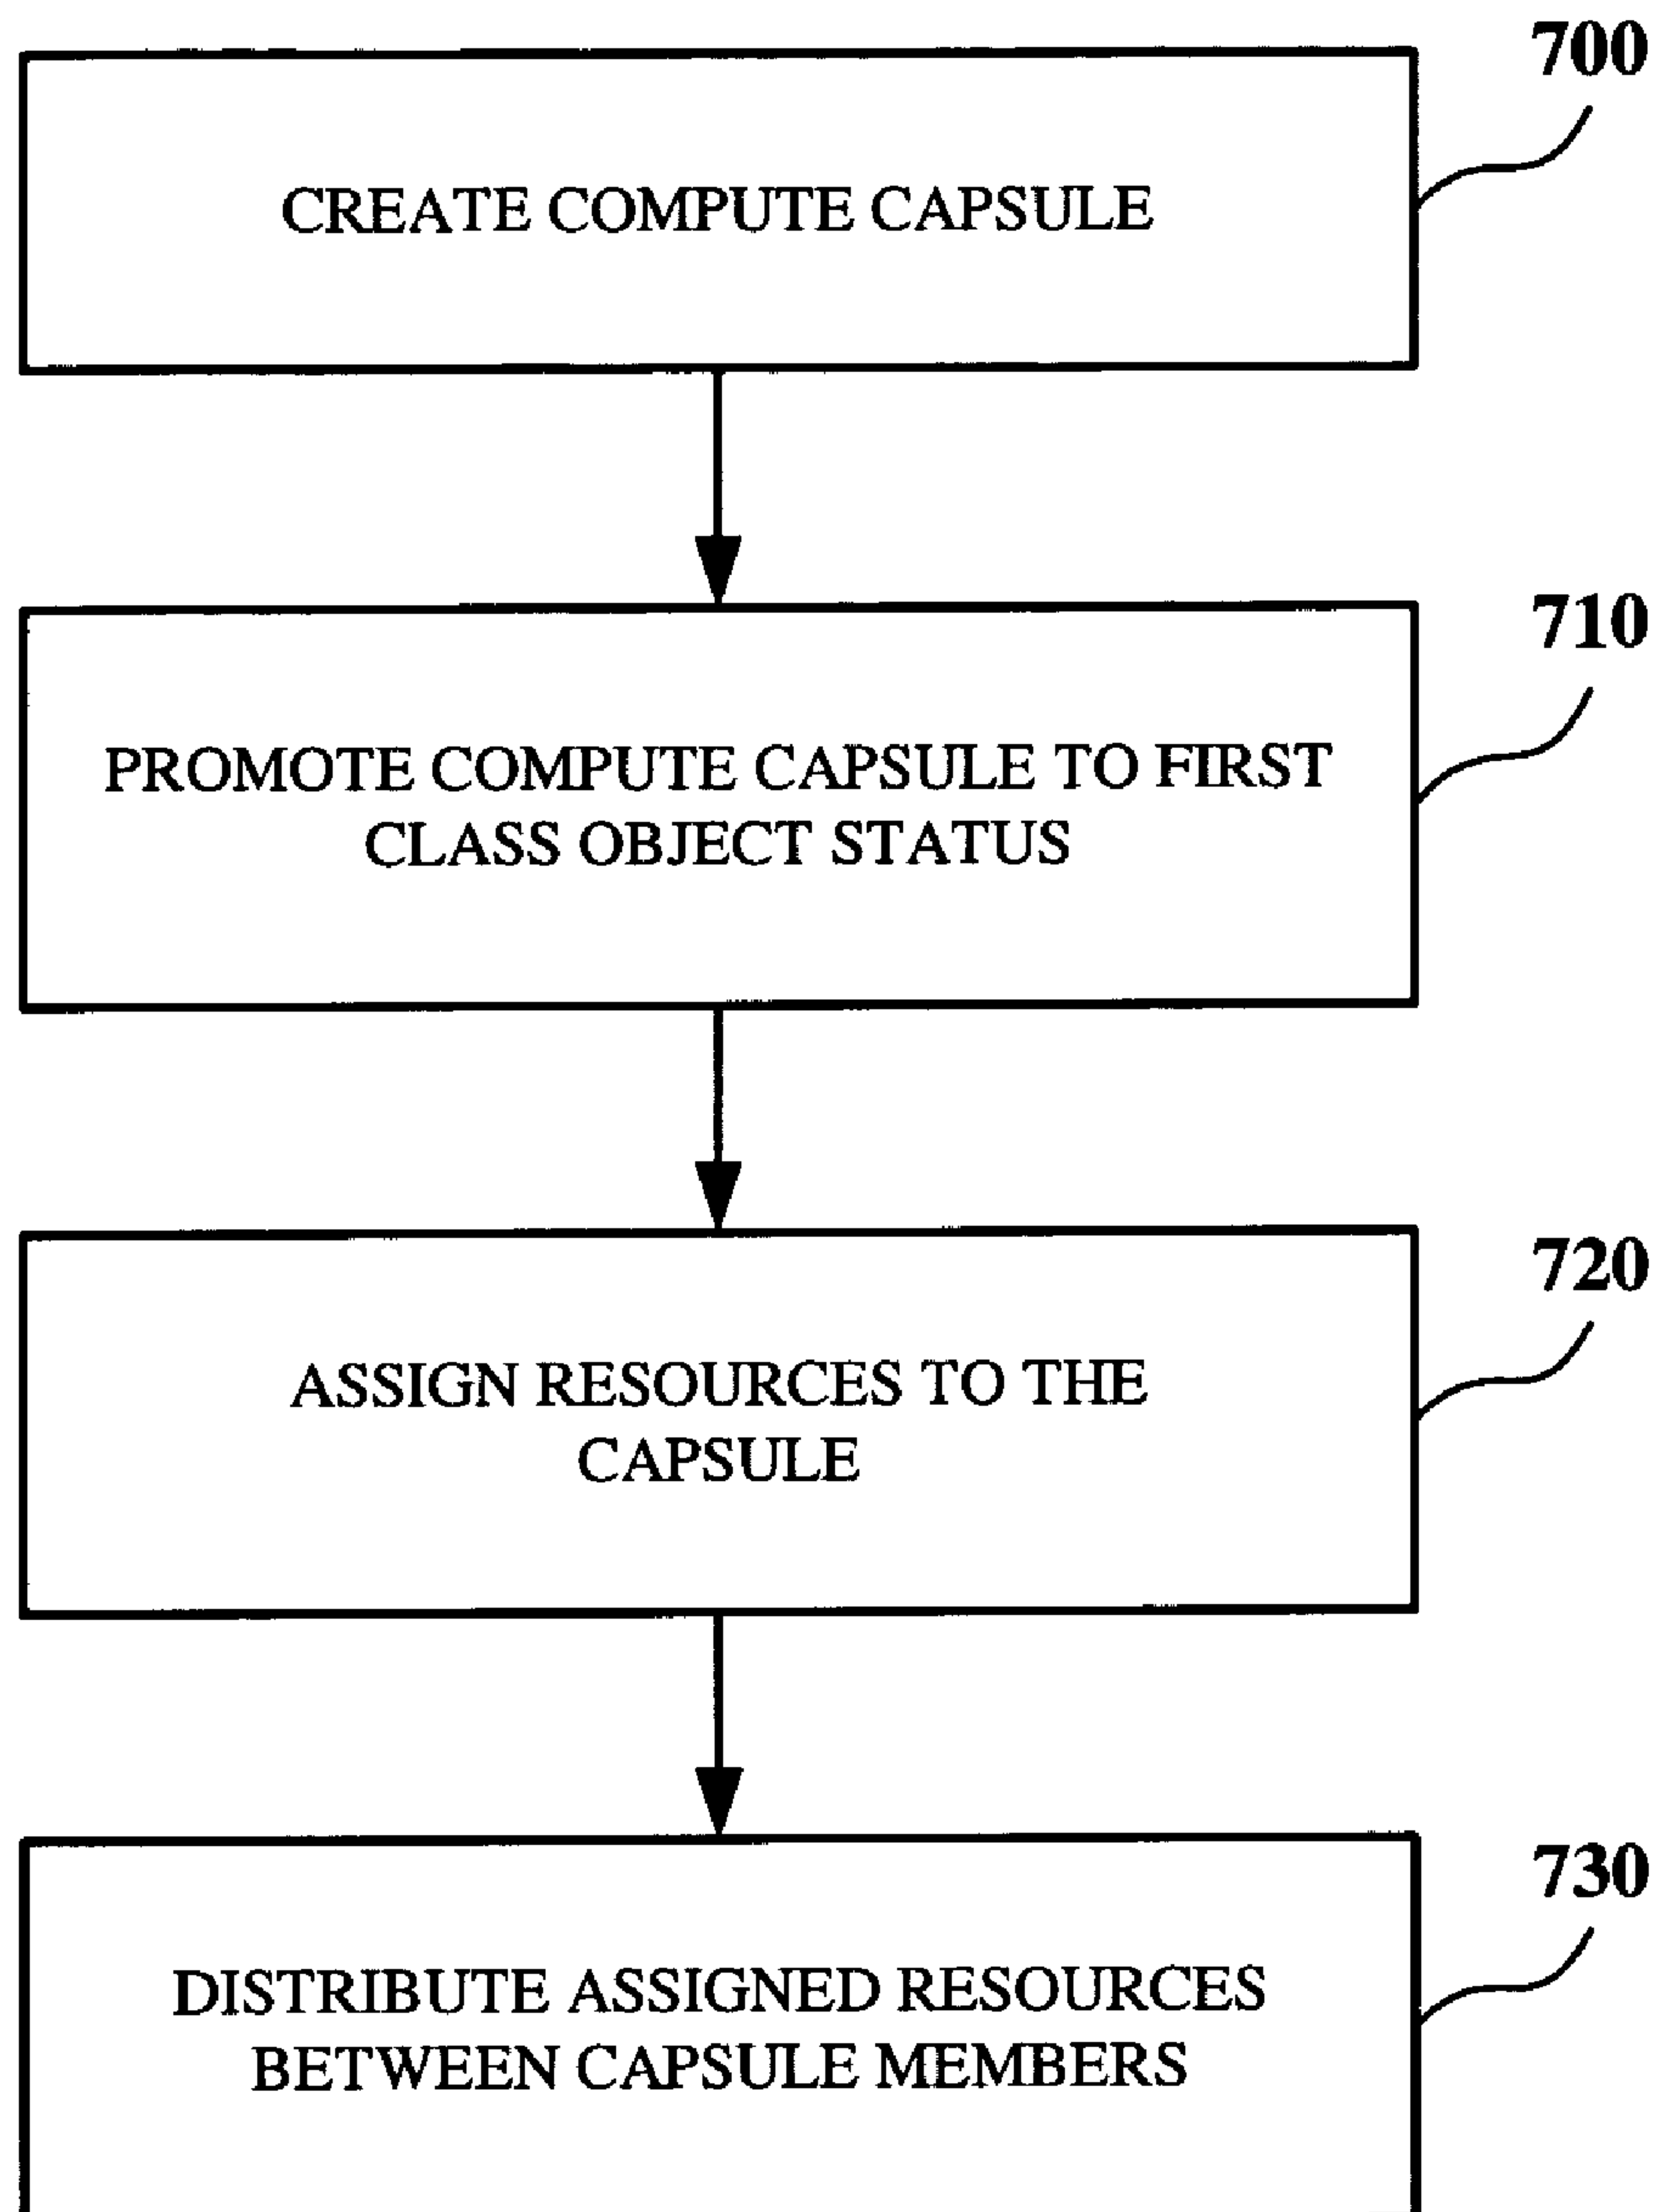 700
CREATE COMPUTE CAPSULE
710
PROMOTE COMPUTE CAPSULE TO FIRST
CLASS OBJECT STATUS
720
ASSIGN RESOURCES TO THE
CAPSULE
730
DISTRIBUTE ASSIGNED RESOURCES
BETWEEN CAPSULE MEMBERS